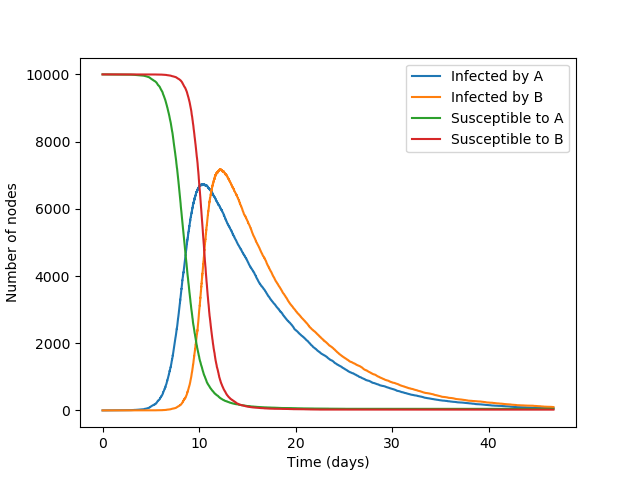 10000
8000
6000
4000
2000
0
Number of nodes
0 10 20 30 40
Time (days)
Infected by A
Infected by B
Susceptible to A
Susceptible to B